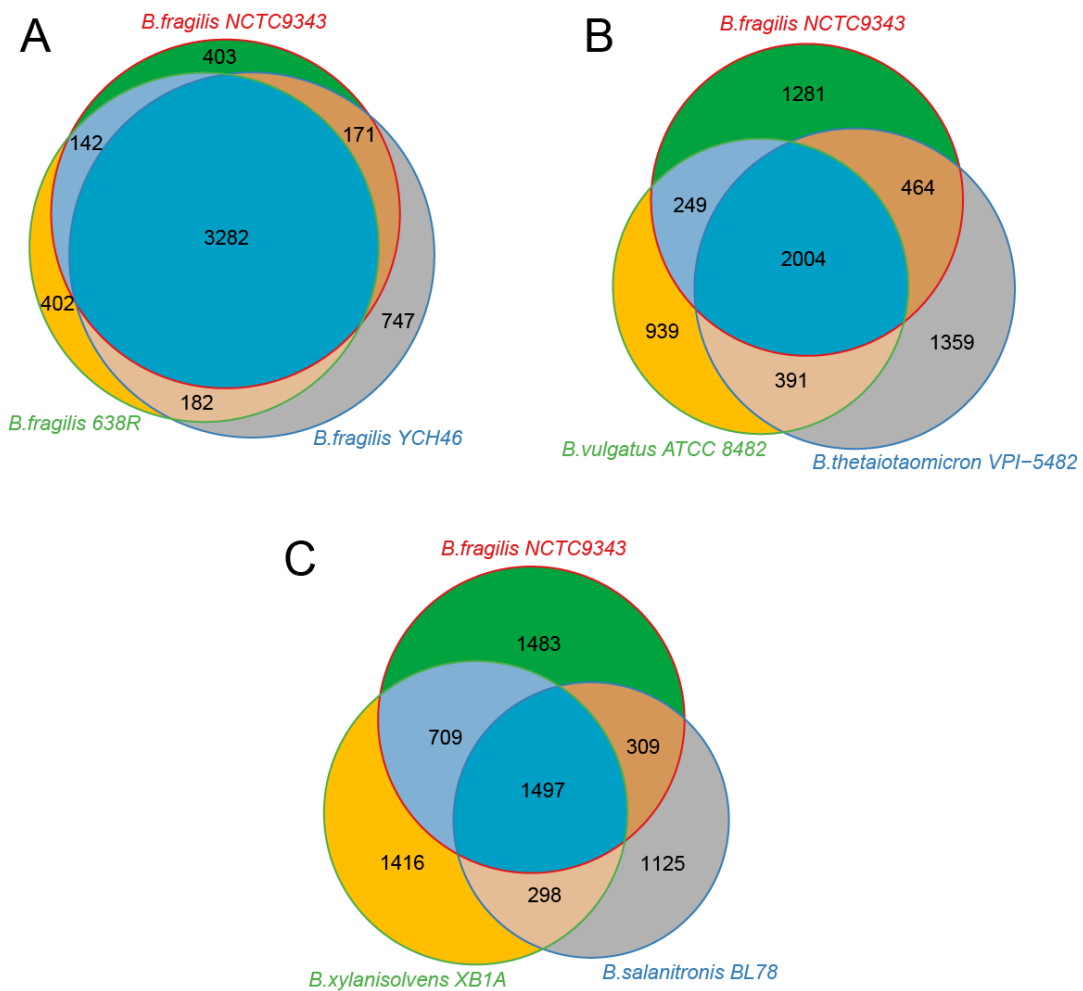 A
B.fragilis NCTC9343
403
142
171
3282
402
747
182
B.fragilis 638R
B.fragilis YCH46
B
B.fragilis NCTC9343
1281
249
464
2004
939
1359
391
B.vulgatus ATCC 8482
B.thetaiotaomicron VPI−5482
C
B.fragilis NCTC9343
1483
709
309
1497
1416
1125
298
B.xylanisolvens XB1A
B.salanitronis BL78